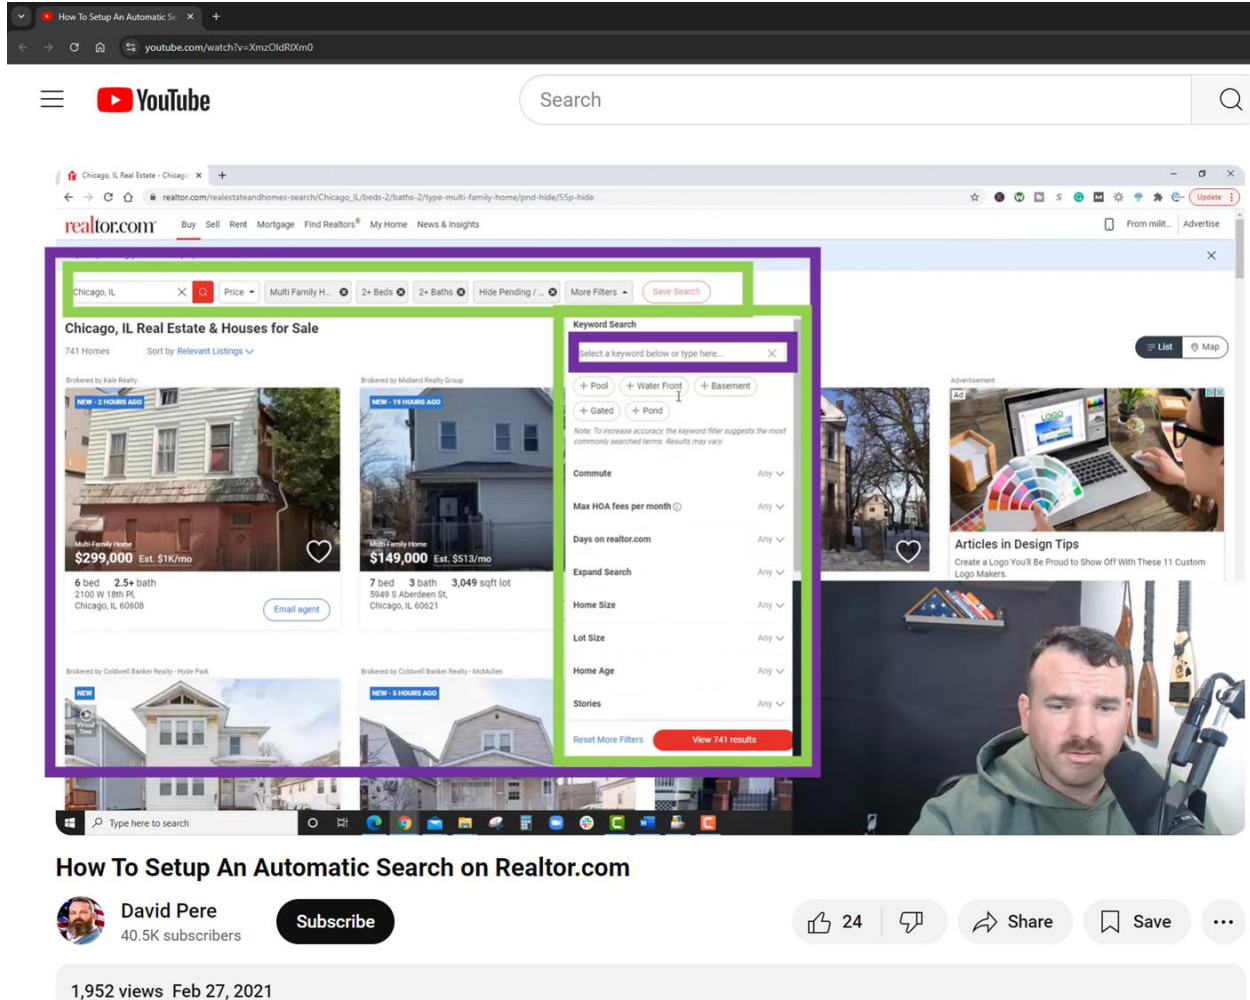 How To Setup An Automatic Se
youtube.com/watch?v=XmzOldRlXm0
YouTube
Search
Chicago, IL Real Estate - Chicago
realtor.com/realestateandhomes-search/Chicago_IL/beds-2/baths-2/type-multi-family-home/pnd-hide/55p-hide
Update
realtor.com®
Buy Sell Rent Mortgage Find Realtors® My Home News & Insights
From milit... Advertise
Chicago, IL
Price
Multi Family H...
2+ Beds
2+ Baths
Hide Pending / ...
More Filters
Save Search
Chicago, IL Real Estate & Houses for Sale
741 Homes Sort by Relevant Listings
List Map
Keyword Search
Select a keyword below or type here...
+ Pool + Water Front + Basement
+ Gated + Pond
Note: To increase accuracy, the keyword filter suggests the most
commonly searched terms. Results may vary.
Commute Any
Max HOA fees per month Any
Days on realtor.com Any
Expand Search Any
Home Size Any
Lot Size Any
Home Age Any
Stories Any
Reset More Filters View 741 results
Brokered by Kale Realty
NEW - 2 HOURS AGO
Multi-Family Home
$299,000 Est. $1K/mo
6 bed 2.5+ bath
2100 W 18th Pl,
Chicago, IL 60608
Email agent
Brokered by Midland Realty Group
NEW - 19 HOURS AGO
Multi-Family Home
$149,000 Est. $513/mo
7 bed 3 bath 3,049 sqft lot
5949 S Aberdeen St,
Chicago, IL 60621
Advertisement
Ad
LOGO
Articles in Design Tips
Create a Logo You'll Be Proud to Show Off With These 11 Custom
Logo Makers.
Brokered by Coldwell Banker Realty - Hyde Park
NEW
Virtual
Tour
Brokered by Coldwell Banker Realty - McMullen
NEW - 5 HOURS AGO
Type here to search
How To Setup An Automatic Search on Realtor.com
David Pere
40.5K subscribers
Subscribe
24
Share
Save
1,952 views Feb 27, 2021